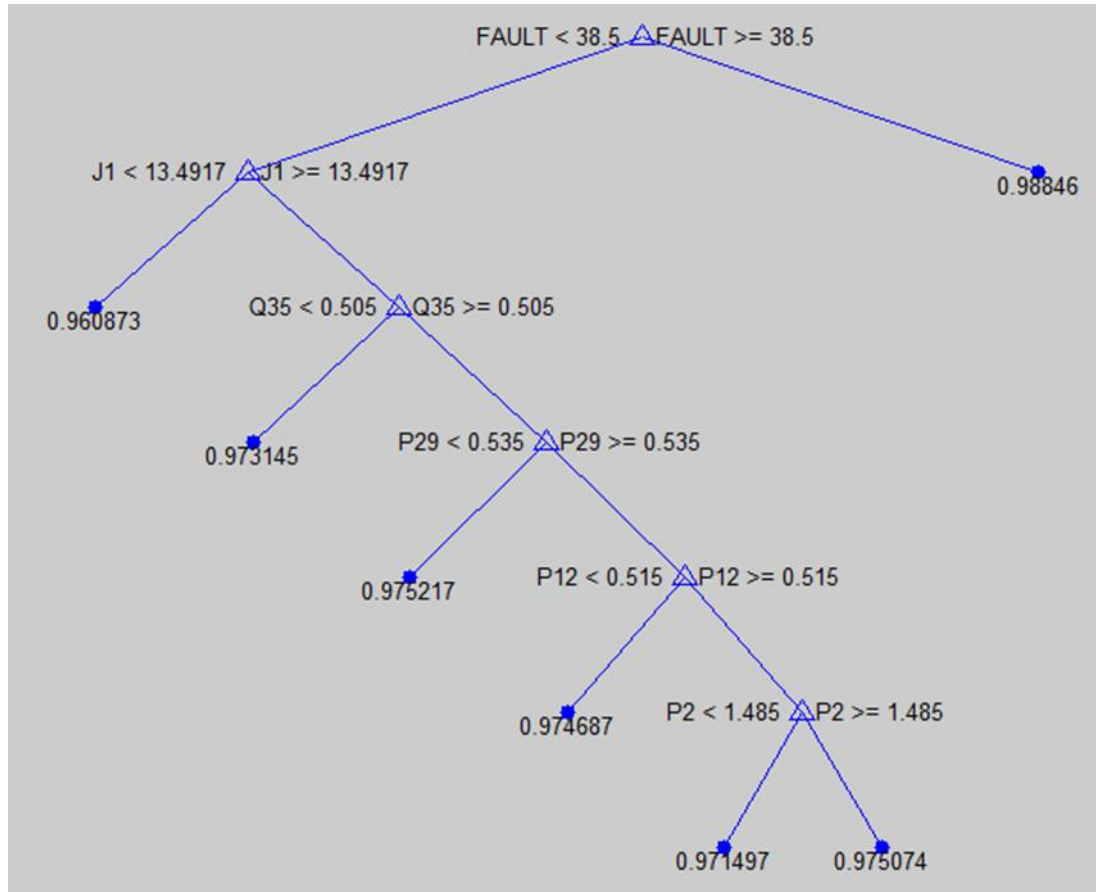 FAULT < 38.5 FAULT >= 38.5
J1 < 13.4917 J1 >= 13.4917
0.98846
0.960873
Q35 < 0.505 Q35 >= 0.505
0.973145
P29 < 0.535 P29 >= 0.535
0.975217
P12 < 0.515 P12 >= 0.515
0.974687
P2 < 1.485 P2 >= 1.485
0.971497
0.975074